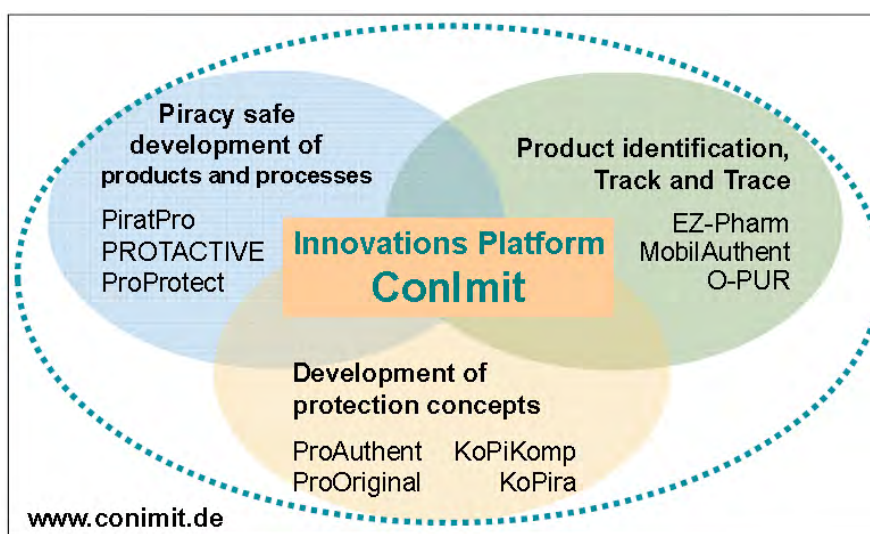 Piracy safe
development of
products and processes
PiratPro
PROTACTIVE
ProProtect
Product identification,
Track and Trace
EZ-Pharm
MobilAuthent
O-PUR
Innovations Platform
ConImit
Development of
protection concepts
ProAuthent KoPiKomp
ProOriginal KoPira
www.conimit.de